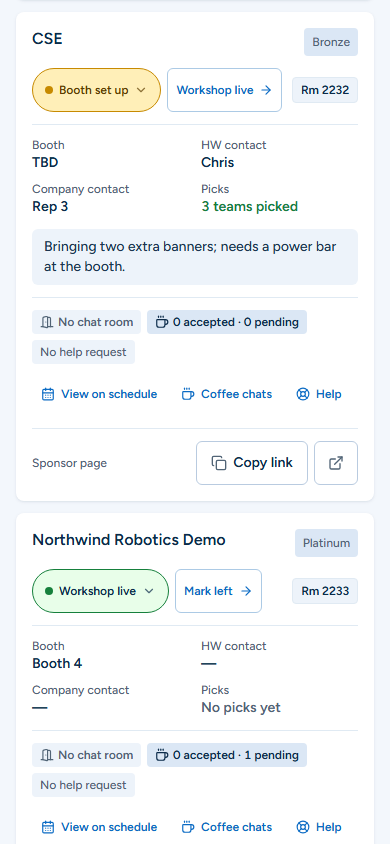 CSE
Bronze
Booth set up
Workshop live
Rm 2232
Booth
HW contact
TBD
Chris
Company contact
Picks
Rep 3
3 teams picked
Bringing two extra banners; needs a power bar
at the booth.
No chat room
0 accepted · 0 pending
No help request
View on schedule
Coffee chats
Help
Sponsor page
Copy link
Northwind Robotics Demo
Platinum
Workshop live
Mark left
Rm 2233
Booth
HW contact
Booth 4
—
Company contact
Picks
—
No picks yet
No chat room
0 accepted · 1 pending
No help request
View on schedule
Coffee chats
Help